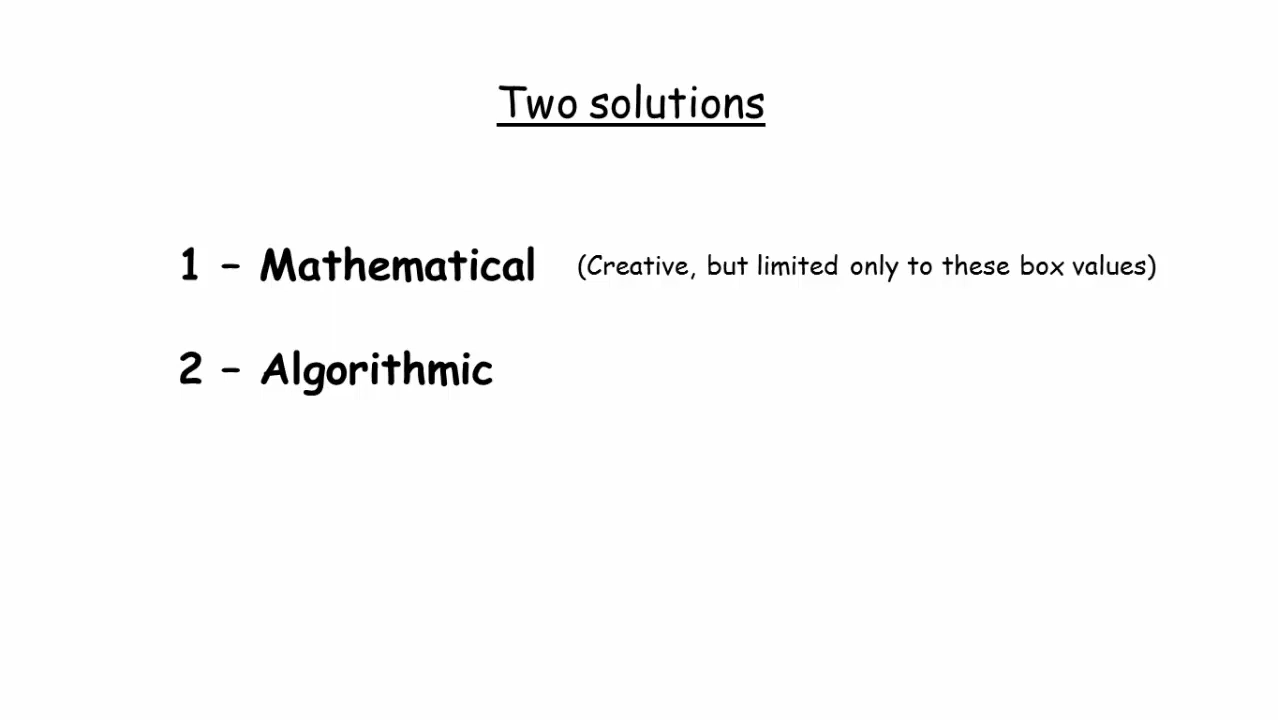 Two solutions
1 – Mathematical (Creative, but limited only to these box values)
2 – Algorithmic